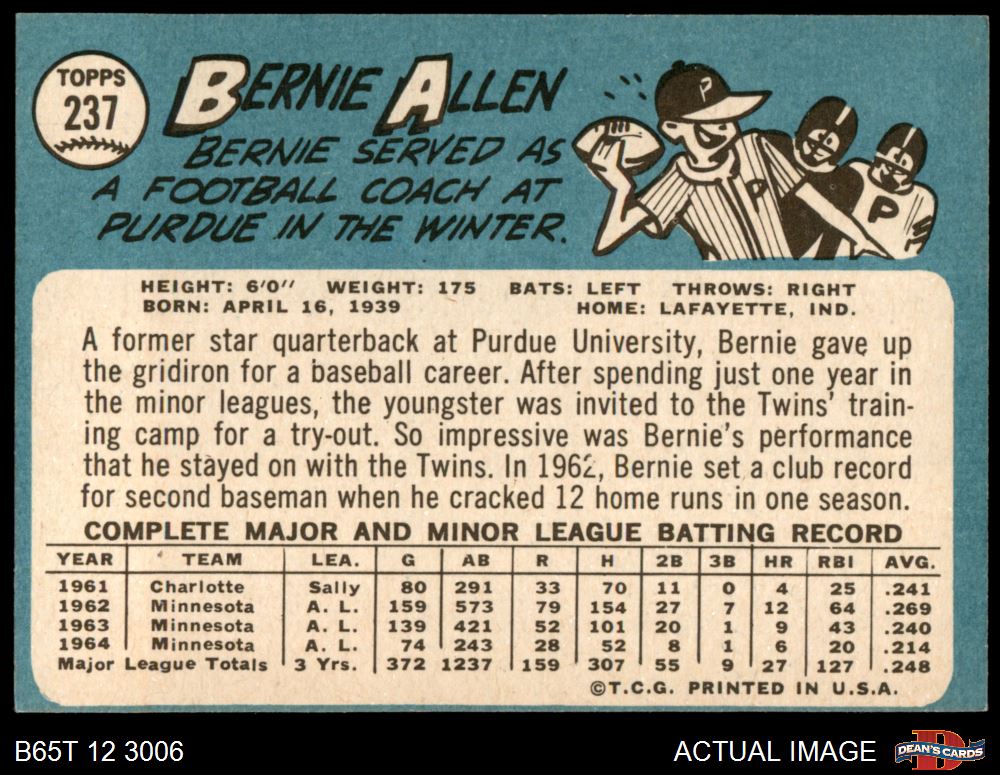 TOPPS
237
BERNIE ALLEN
BERNIE SERVED AS
A FOOTBALL COACH AT
PURDUE IN THE WINTER.
P
P
P
HEIGHT: 6'0" WEIGHT: 175 BATS: LEFT THROWS: RIGHT
BORN: APRIL 16, 1939 HOME: LAFAYETTE, IND.
A former star quarterback at Purdue University, Bernie gave up
the gridiron for a baseball career. After spending just one year in
the minor leagues, the youngster was invited to the Twins' train-
ing camp for a try-out. So impressive was Bernie's performance
that he stayed on with the Twins. In 1962, Bernie set a club record
for second baseman when he cracked 12 home runs in one season.
COMPLETE MAJOR AND MINOR LEAGUE BATTING RECORD
YEAR TEAM LEA. G AB R H 2B 3B HR RBI AVG.
1961 Charlotte Sally 80 291 33 70 11 0 4 25 .241
1962 Minnesota A. L. 159 573 79 154 27 7 12 64 .269
1963 Minnesota A. L. 139 421 52 101 20 1 9 43 .240
1964 Minnesota A. L. 74 243 28 52 8 1 6 20 .214
Major League Totals 3 Yrs. 372 1237 159 307 55 9 27 127 .248
©T.C.G. PRINTED IN U.S.A.
B65T 12 3006 ACTUAL IMAGE
D
DEAN'S CARDS